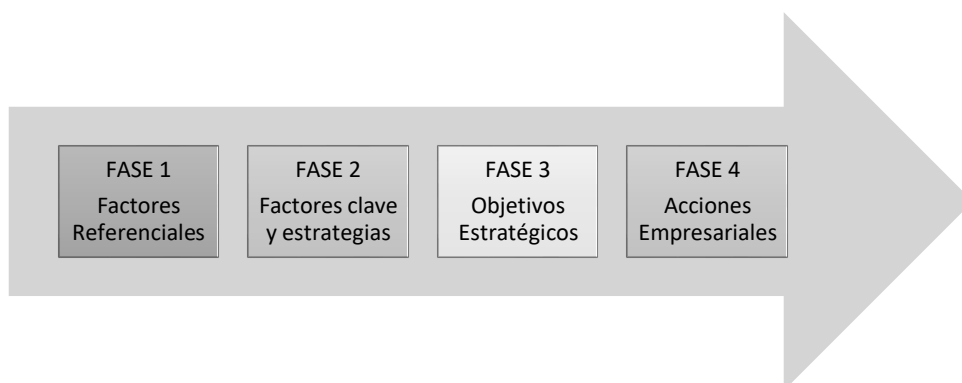 FASE 1
Factores
Referenciales
FASE 2
Factores clave
y estrategias
FASE 3
Objetivos
Estratégicos
FASE 4
Acciones
Empresariales